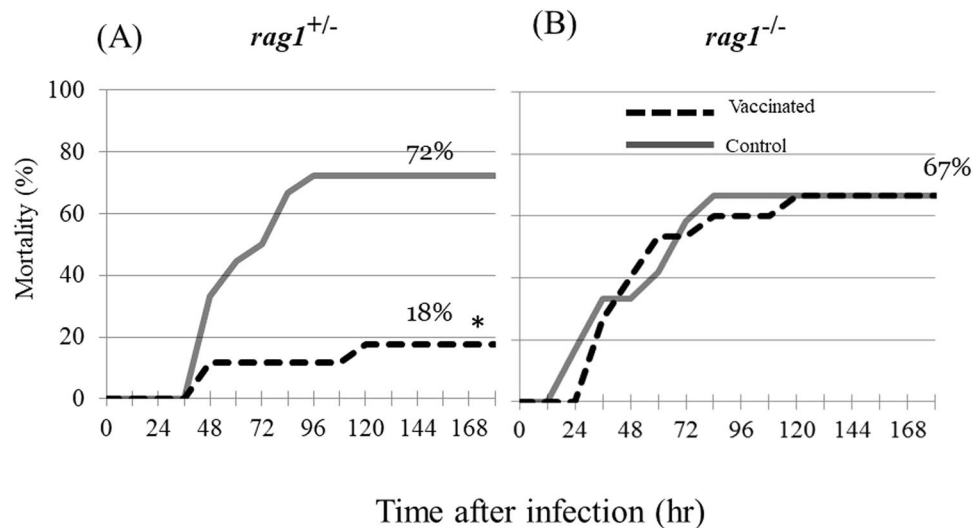 (A) rag1+/-
(B) rag1-/-
100
80
60
40
20
0
Mortality (%)
72%
18%
*
0 24 48 72 96 120 144 168
Vaccinated
Control
67%
0 24 48 72 96 120 144 168
Time after infection (hr)